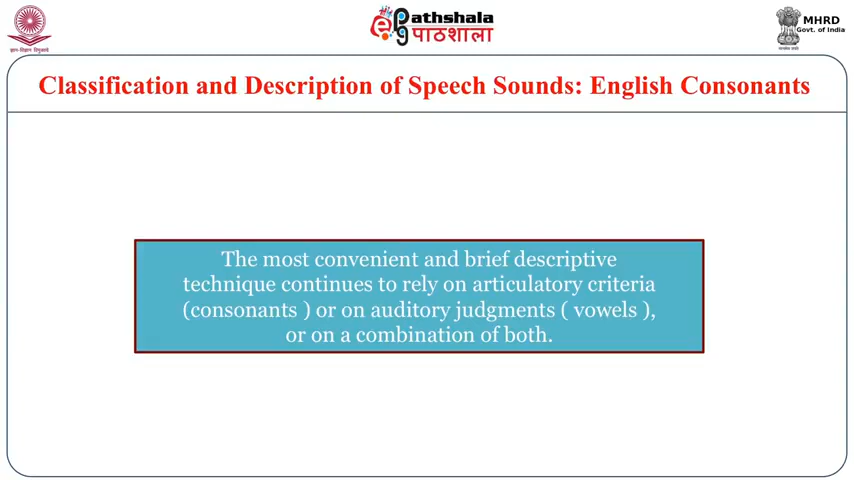 ePathshala
पाठशाला
MHRD
Govt. of India
Classification and Description of Speech Sounds: English Consonants
The most convenient and brief descriptive
technique continues to rely on articulatory criteria
(consonants ) or on auditory judgments ( vowels ),
or on a combination of both.